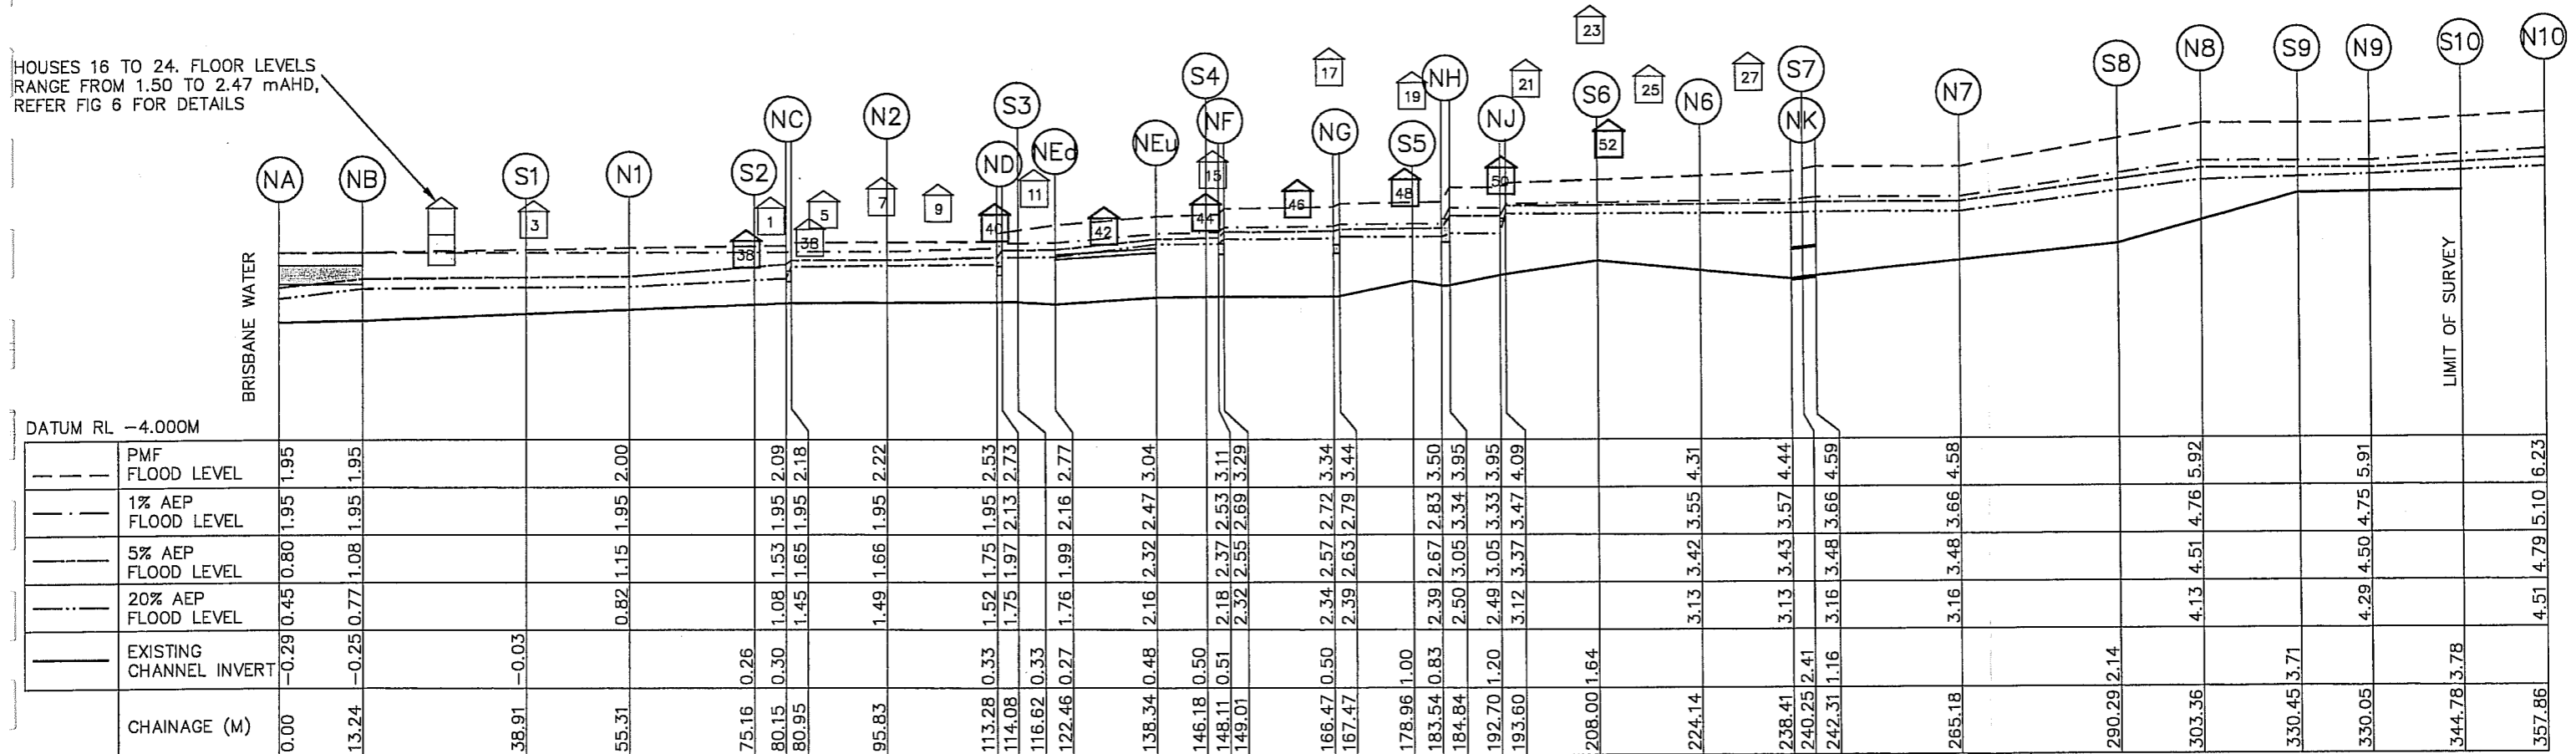 HOUSES 16 TO 24. FLOOR LEVELS
RANGE FROM 1.50 TO 2.47 mAHD,
REFER FIG 6 FOR DETAILS
NA
NB
S1
N1
S2
NC
N2
ND
S3
NEd
NEu
S4
NF
NG
S5
NH
NJ
S6
N6
S7
NK
N7
S8
N8
S9
N9
S10
N10
3
38
1
5
38
7
9
40
11
42
15
44
46
17
19
48
50
21
23
52
25
27
BRISBANE WATER
LIMIT OF SURVEY
DATUM RL -4.000M
PMF
FLOOD LEVEL
1.95 1.95 2.00 2.09 2.18 2.22 2.53 2.73 2.77 3.04 3.11 3.29 3.34 3.44 3.50 3.95 3.95 4.09 4.31 4.44 4.59 4.58 5.92 5.91 6.23
1% AEP
FLOOD LEVEL
1.95 1.95 1.95 1.95 1.95 1.95 1.95 2.13 2.16 2.47 2.53 2.69 2.72 2.79 2.83 3.34 3.33 3.47 3.55 3.57 3.66 3.66 4.76 4.75 5.10
5% AEP
FLOOD LEVEL
0.80 1.08 1.15 1.53 1.65 1.66 1.75 1.97 1.99 2.32 2.37 2.55 2.57 2.63 2.67 3.05 3.05 3.37 3.42 3.43 3.48 3.48 4.51 4.50 4.79
20% AEP
FLOOD LEVEL
0.45 0.77 0.82 1.08 1.45 1.49 1.52 1.75 1.76 2.16 2.18 2.32 2.34 2.39 2.39 2.50 2.49 3.12 3.13 3.13 3.16 3.16 4.13 4.29 4.51
EXISTING
CHANNEL INVERT
-0.29 -0.25 -0.03 0.26 0.30 0.33 0.33 0.27 0.48 0.50 0.51 0.50 1.00 0.83 1.20 1.64 2.41 1.16 2.14 3.71 3.78
CHAINAGE (M)
0.00 13.24 38.91 55.31 75.16 80.15 80.95 95.83 113.28 114.08 116.62 122.46 138.34 146.18 148.11 149.01 166.47 167.47 178.96 183.54 184.84 192.70 193.60 208.00 224.14 238.41 240.25 242.31 265.18 290.29 303.36 330.45 330.05 344.78 357.86